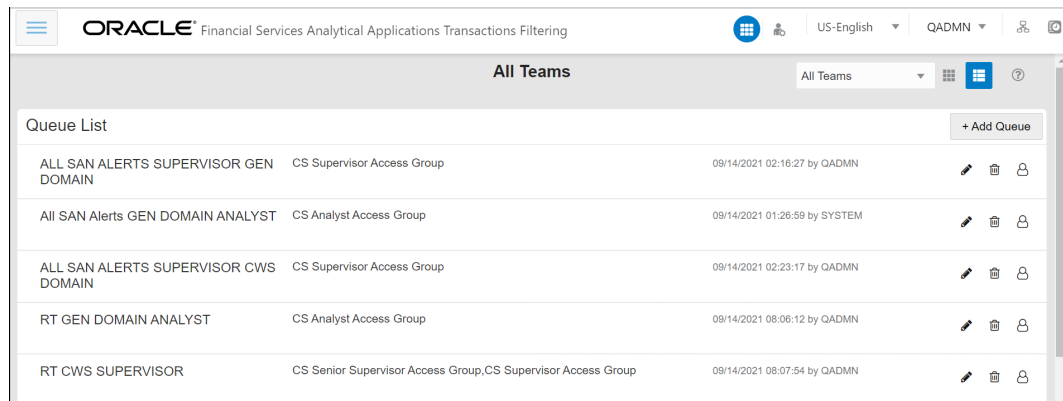 ORACLE® Financial Services Analytical Applications Transactions Filtering
US-English
QADMN
All Teams
All Teams
Queue List
+ Add Queue
ALL SAN ALERTS SUPERVISOR GEN DOMAIN
CS Supervisor Access Group
09/14/2021 02:16:27 by QADMN
All SAN Alerts GEN DOMAIN ANALYST
CS Analyst Access Group
09/14/2021 01:26:59 by SYSTEM
ALL SAN ALERTS SUPERVISOR CWS DOMAIN
CS Supervisor Access Group
09/14/2021 02:23:17 by QADMN
RT GEN DOMAIN ANALYST
CS Analyst Access Group
09/14/2021 08:06:12 by QADMN
RT CWS SUPERVISOR
CS Senior Supervisor Access Group,CS Supervisor Access Group
09/14/2021 08:07:54 by QADMN